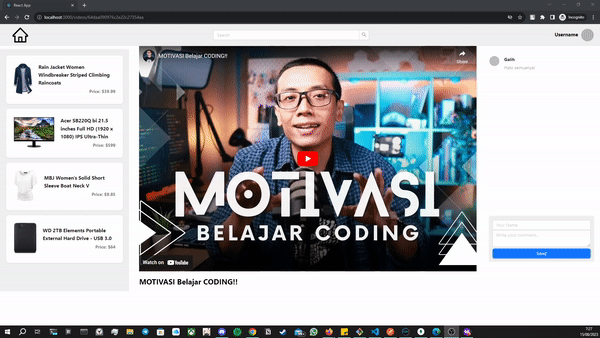 React App
localhost:3000/videos/
Incognito
Search
Username
Rain Jacket Women
Windbreaker Striped Climbing
Raincoats
Price: $39.99
Acer SB220Q bi 21.5
inches Full HD (1920 x
1080) IPS Ultra-Thin
Price: $599
MBJ Women's Solid Short
Sleeve Boat Neck V
Price: $9.85
WD 2TB Elements Portable
External Hard Drive - USB 3.0
Price: $64
MOTIVASI Belajar CODING!!
Share
MOTIVASI
BELAJAR CODING
Watch on YouTube
MOTIVASI Belajar CODING!!
Galih
Halo semuanya!
Your Name
Write your comment...
Submit
1:27
15/08/2023